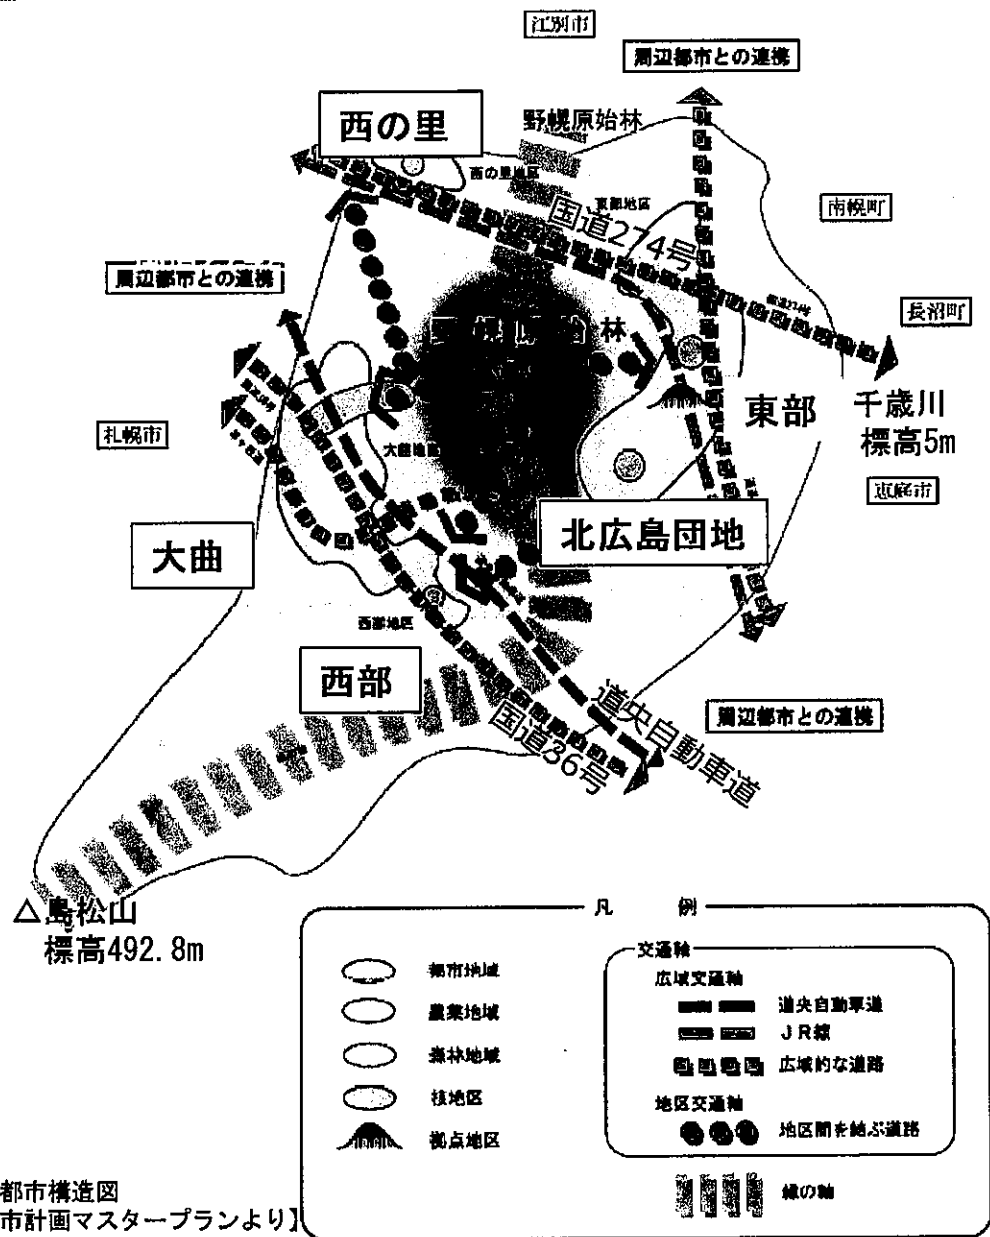 江別市
周辺都市との連携
西の里
野幌原始林
西の里地区
東部地区
国道274号
南幌町
周辺都市との連携
長沼町
野幌原始林
東部
千歳川
標高5m
札幌市
大曲地区
恵庭市
北広島団地
大曲
西部地区
西部
道央自動車道
周辺都市との連携
国道36号
△島松山
標高492.8m
凡 例
都市地域
農業地域
森林地域
核地区
拠点地区
交通軸
広域交通軸
道央自動車道
JR線
広域的な道路
地区交通軸
地区間を結ぶ道路
緑の軸
都市構造図
市計画マスタープランより】